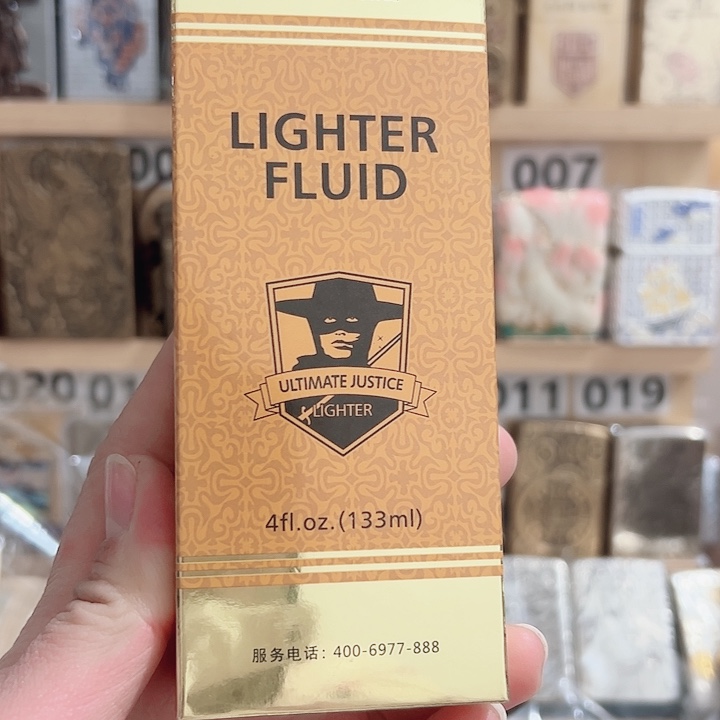 LIGHTER
FLUID
ULTIMATE JUSTICE
LIGHTER
4fl.oz.(133ml)
服务电话: 400-6977-888
007
020
011
019